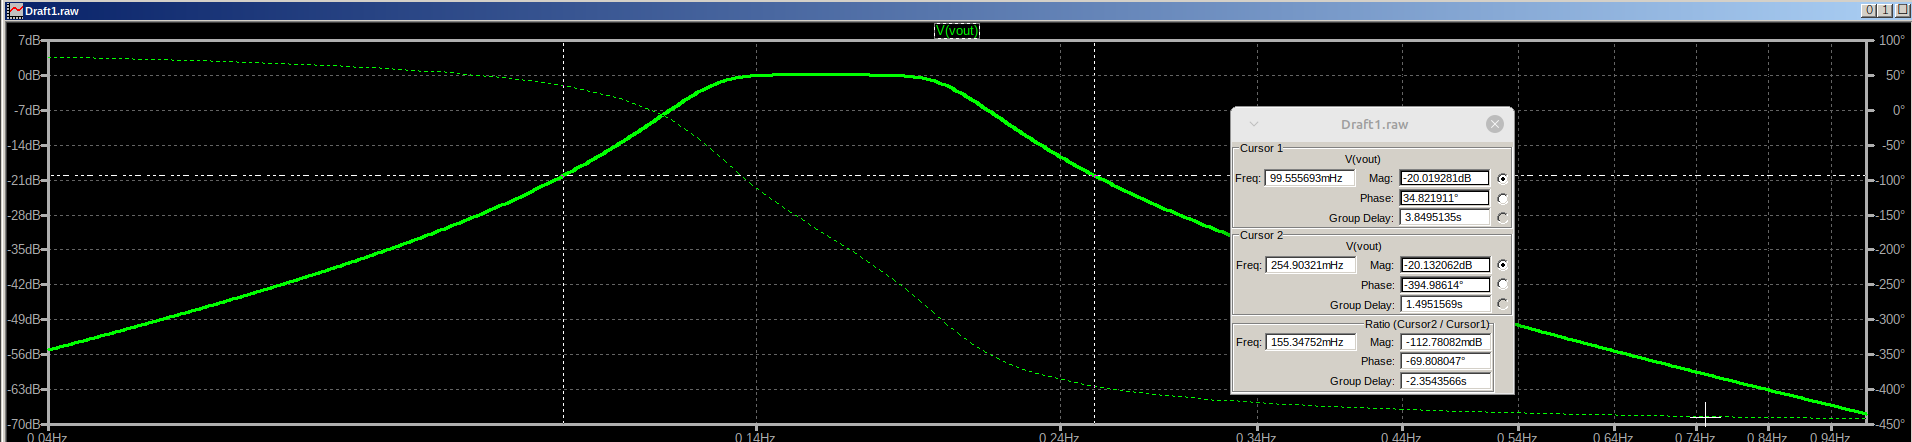 Draft1.raw
0 1
V(vout)
7dB 100°
0dB 50°
-7dB 0°
-14dB -50°
-21dB -100°
-28dB -150°
-35dB -200°
-42dB -250°
-49dB -300°
-56dB -350°
-63dB -400°
-70dB -450°
0.04Hz 0.14Hz 0.24Hz 0.34Hz 0.44Hz 0.54Hz 0.64Hz 0.74Hz 0.84Hz 0.94Hz
Draft1.raw
Cursor 1
V(vout)
Freq: 99.555693mHz Mag: -20.019281dB
Phase: 34.821911°
Group Delay: 3.8495135s
Cursor 2
V(vout)
Freq: 254.90321mHz Mag: -20.132062dB
Phase: -394.98614°
Group Delay: 1.4951569s
Ratio (Cursor2 / Cursor1)
Freq: 155.34752mHz Mag: -112.78082mdB
Phase: -69.808047°
Group Delay: -2.3543566s